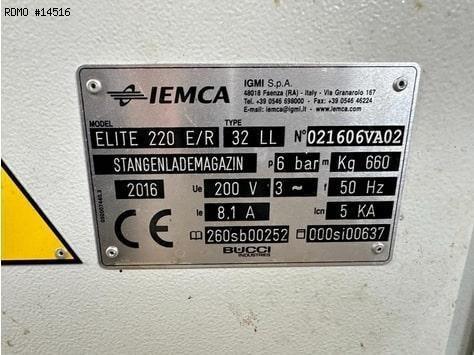 RDMO #14516
IEMCA
IGMI S.p.A.
48018 Faenza (RA) - Italy - Via Granarolo 167
Tel. +39 0546 698000 - Fax +39 0546 46224
E-mail: iemca@igmi.it - www.iemca.com
MODEL TYPE
ELITE 220 E/R 32 LL N° 021606VA02
STANGENLADEMAGAZIN p 6 bar m Kg 660
2016 Ue 200 V 3 ~ f 50 Hz
Ie 8.1 A Icn 5 KA
CE 260sb00252 000si00637
BUCCI
INDUSTRIES